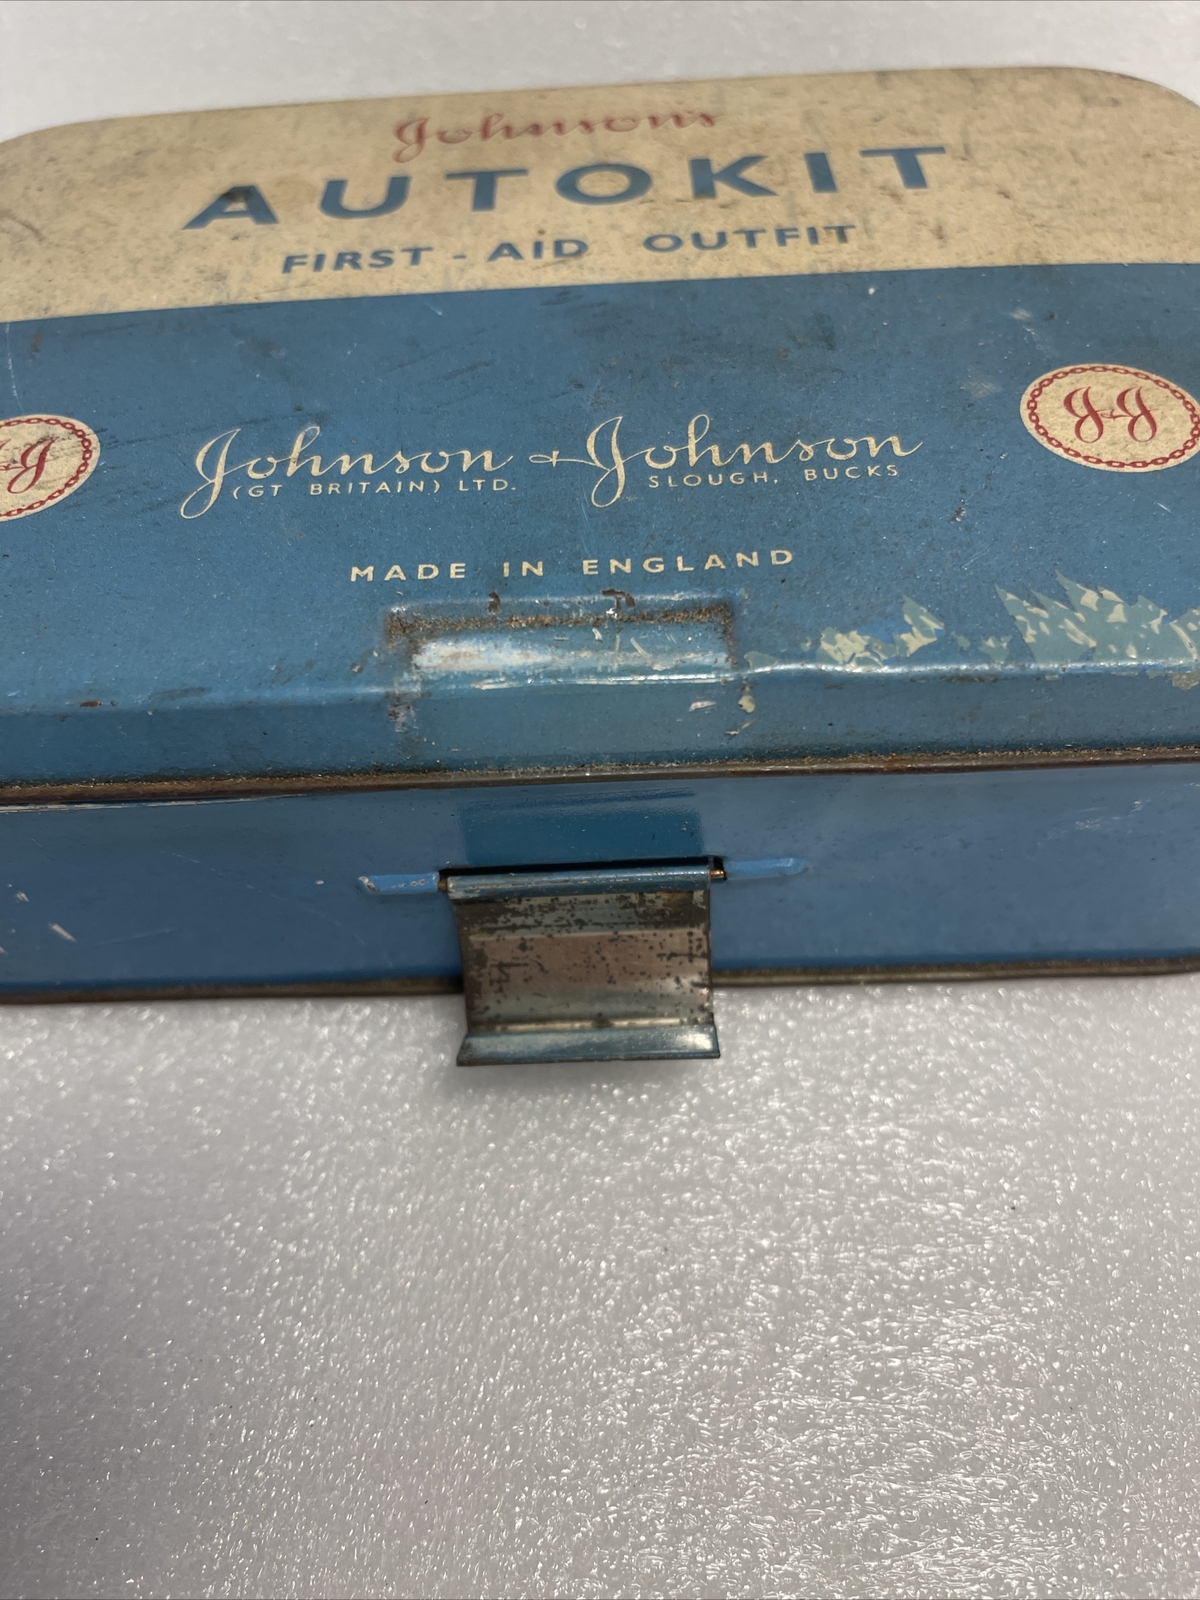 Johnson's
AUTOKIT
FIRST-AID OUTFIT
J&J
J&J
Johnson & Johnson
(GT BRITAIN) LTD. SLOUGH, BUCKS
MADE IN ENGLAND